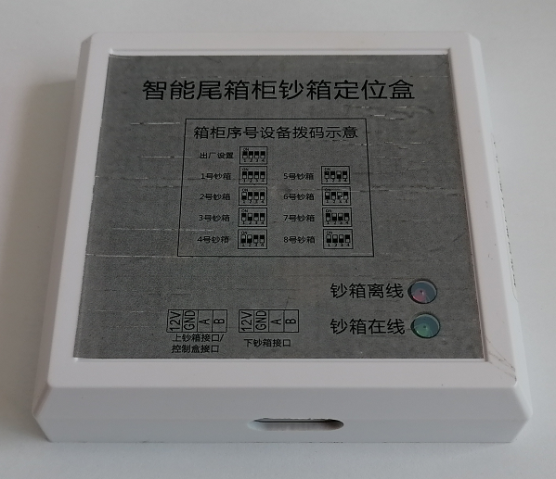 智能尾箱柜钞箱定位盒
箱柜序号设备拨码示意
出厂设置
1号钞箱 5号钞箱
2号钞箱 6号钞箱
3号钞箱 7号钞箱
4号钞箱 8号钞箱
钞箱离线
钞箱在线
12V GND A B 12V GND A B
上钞箱接口/
控制盒接口
下钞箱接口